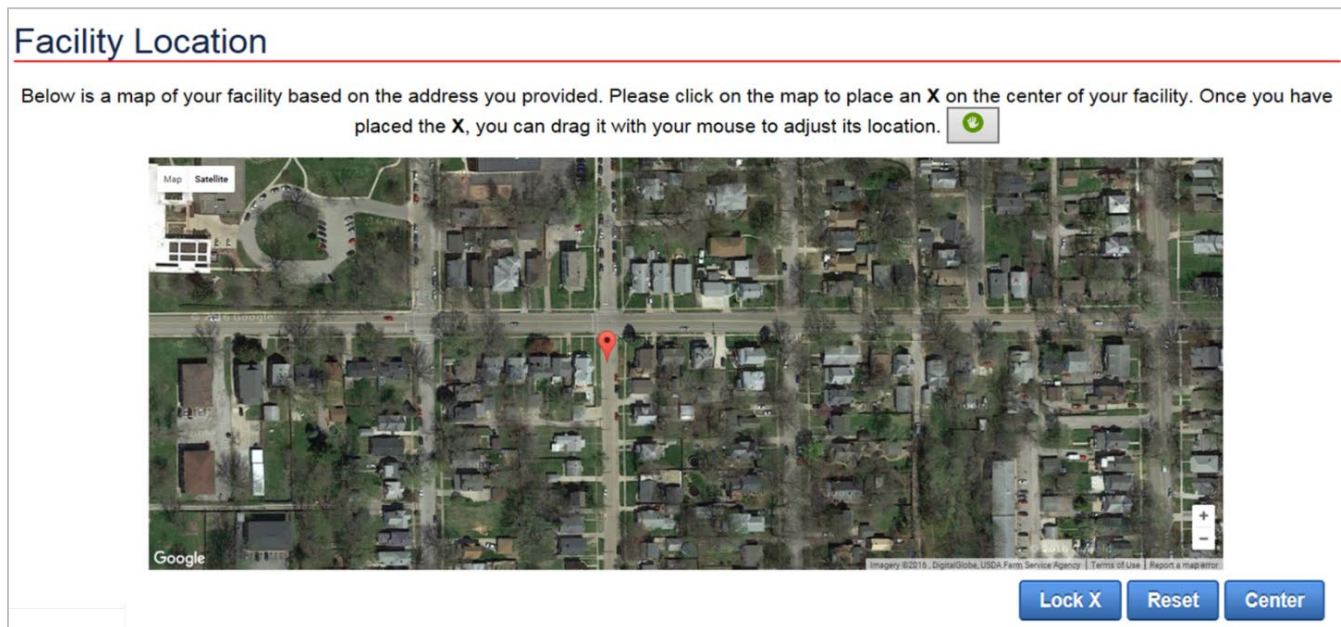 Facility Location
Below is a map of your facility based on the address you provided. Please click on the map to place an X on the center of your facility. Once you have
placed the X, you can drag it with your mouse to adjust its location.
Map Satellite
© 2016 Google
+
−
Google
Imagery ©2016 , DigitalGlobe, USDA Farm Service Agency Terms of Use Report a map error
Lock X Reset Center